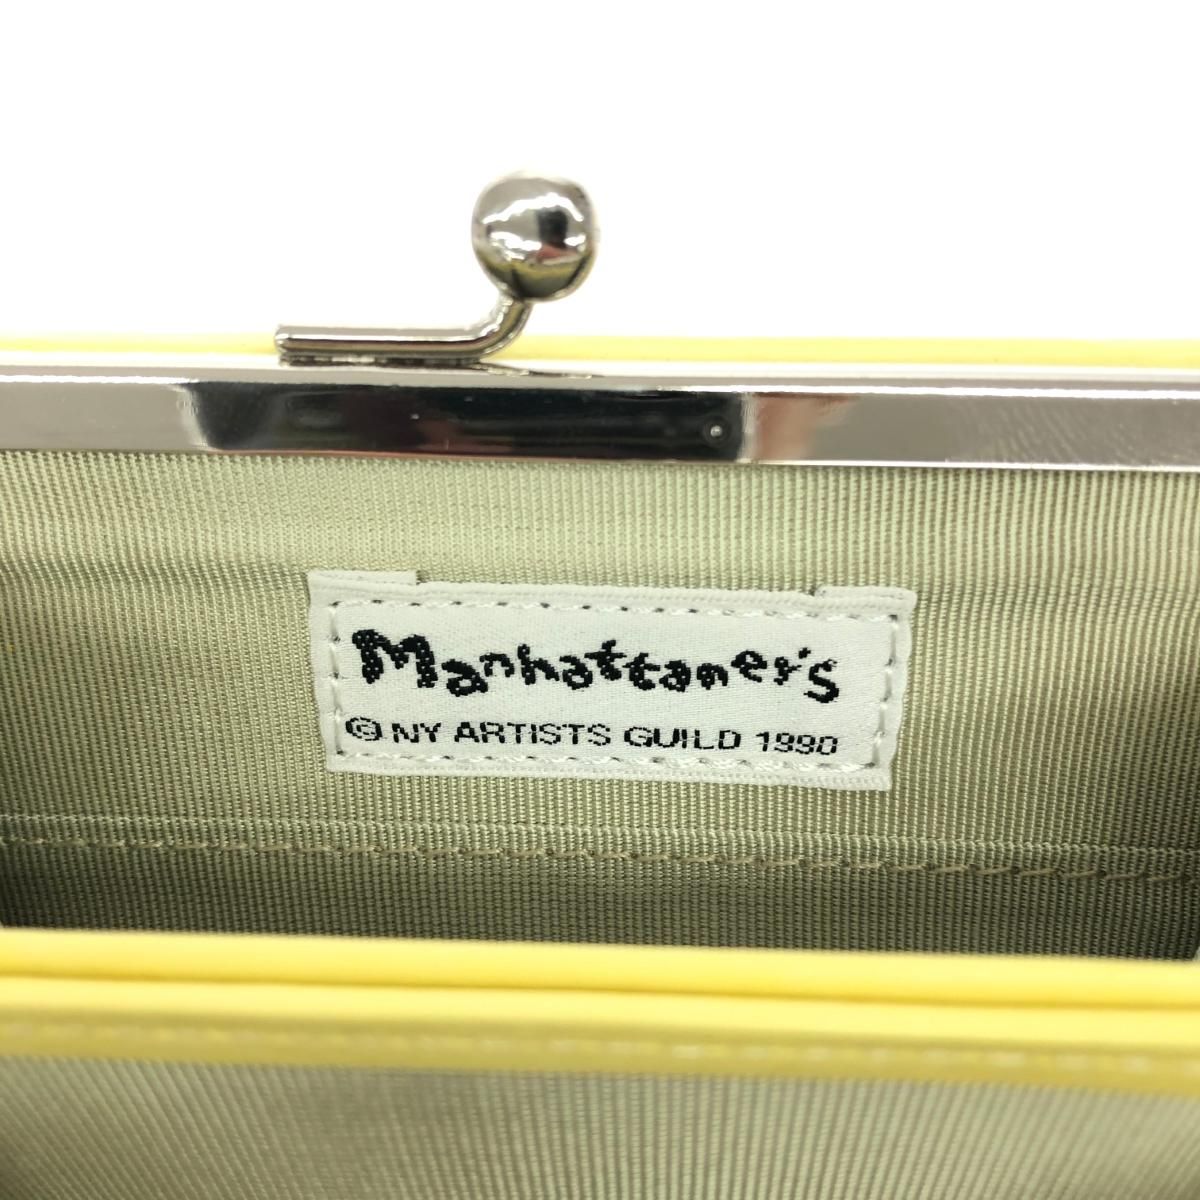 Manhattaner's
© NY ARTISTS GUILD 1990